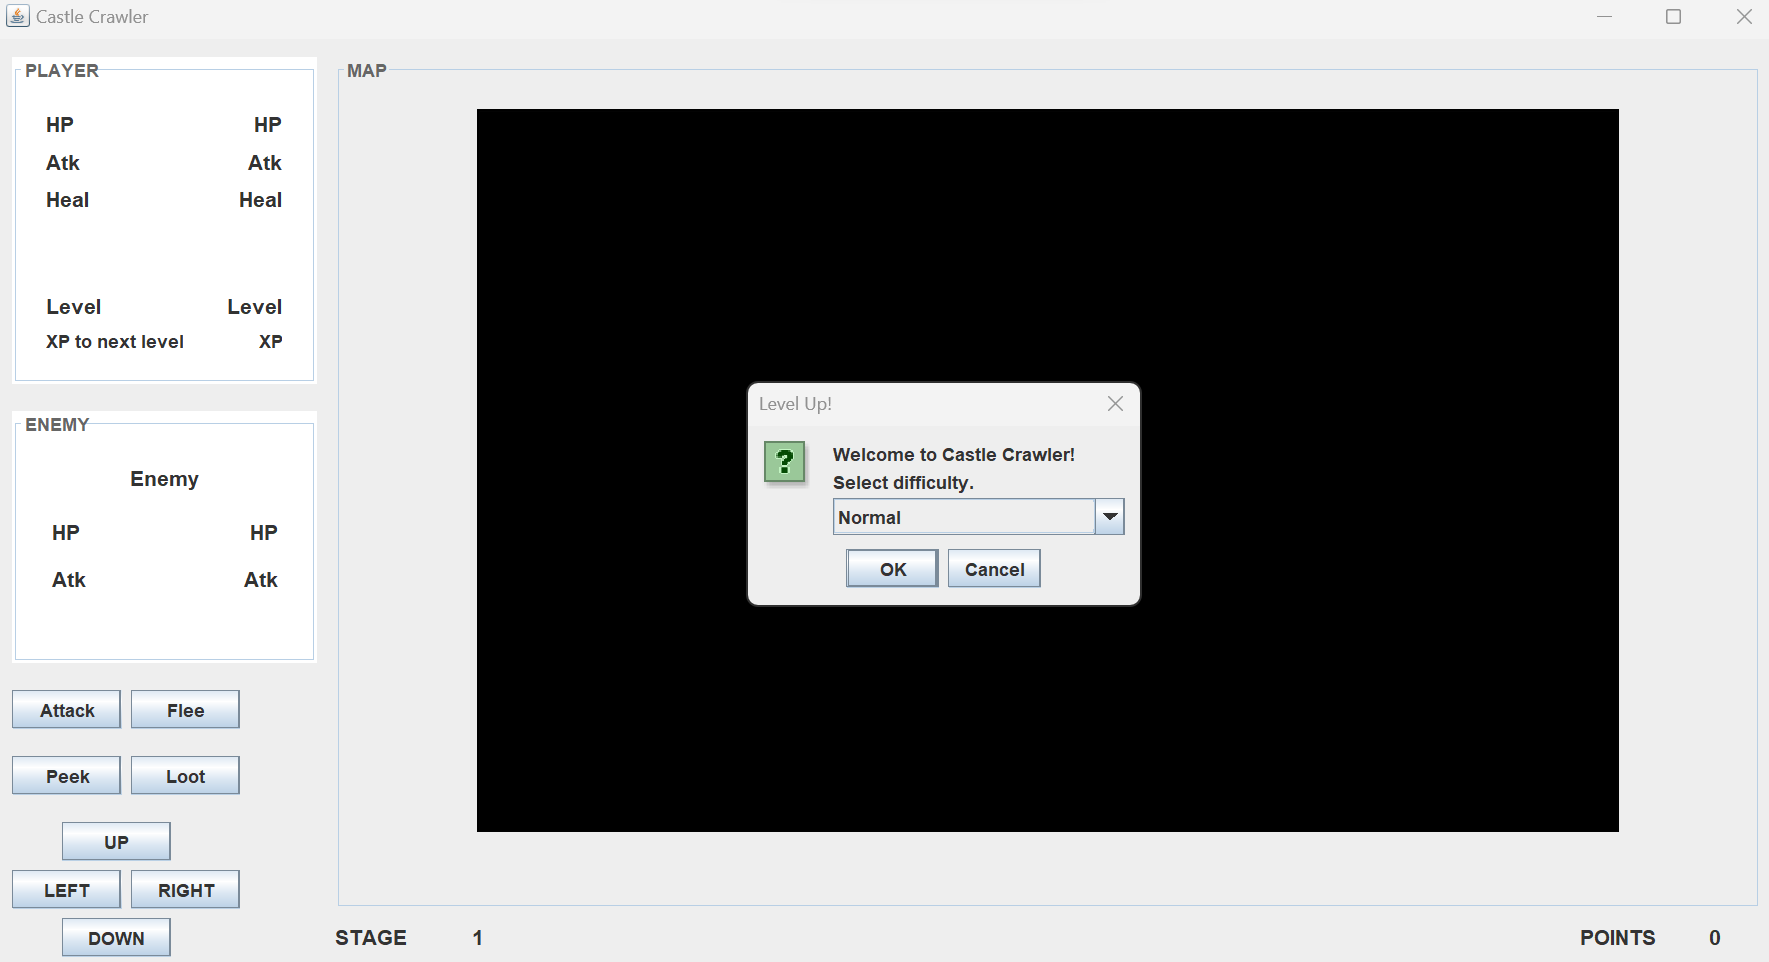 Castle Crawler
PLAYER
HP HP
Atk Atk
Heal Heal
Level Level
XP to next level XP
ENEMY
Enemy
HP HP
Atk Atk
Attack Flee
Peek Loot
UP
LEFT RIGHT
DOWN
MAP
Level Up!
?
Welcome to Castle Crawler!
Select difficulty.
Normal
OK Cancel
STAGE 1
POINTS 0